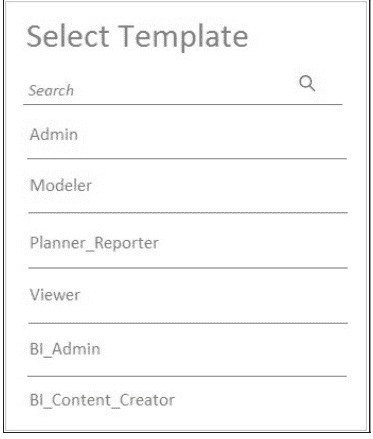 Select Template
Search
Admin
Modeler
Planner_Reporter
Viewer
BI_Admin
BI_Content_Creator